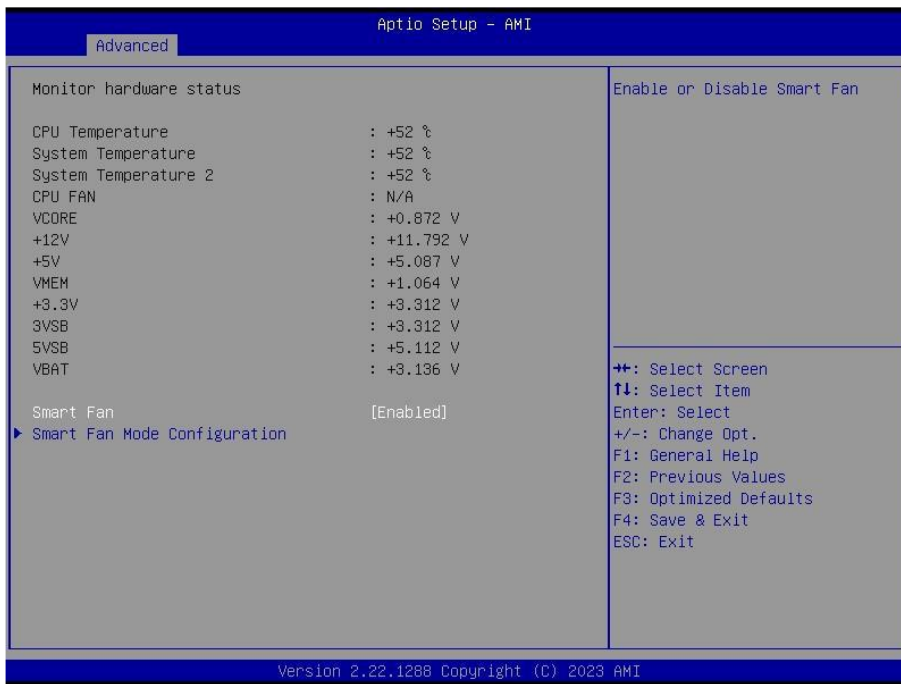 Aptio Setup - AMI
Advanced
Monitor hardware status
CPU Temperature : +52 ℃
System Temperature : +52 ℃
System Temperature 2 : +52 ℃
CPU FAN : N/A
VCORE : +0.872 V
+12V : +11.792 V
+5V : +5.087 V
VMEM : +1.064 V
+3.3V : +3.312 V
3VSB : +3.312 V
5VSB : +5.112 V
VBAT : +3.136 V
Smart Fan [Enabled]
Smart Fan Mode Configuration
Enable or Disable Smart Fan
→←: Select Screen
↑↓: Select Item
Enter: Select
+/-: Change Opt.
F1: General Help
F2: Previous Values
F3: Optimized Defaults
F4: Save & Exit
ESC: Exit
Version 2.22.1288 Copyright (C) 2023 AMI